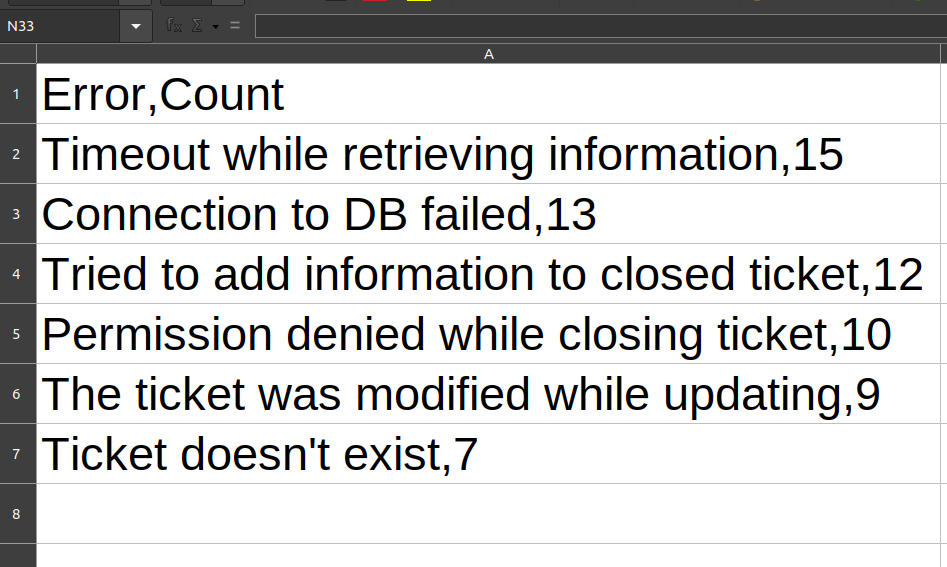 N33
fx Σ =
A
1 Error,Count
2 Timeout while retrieving information,15
3 Connection to DB failed,13
4 Tried to add information to closed ticket,12
5 Permission denied while closing ticket,10
6 The ticket was modified while updating,9
7 Ticket doesn't exist,7
8